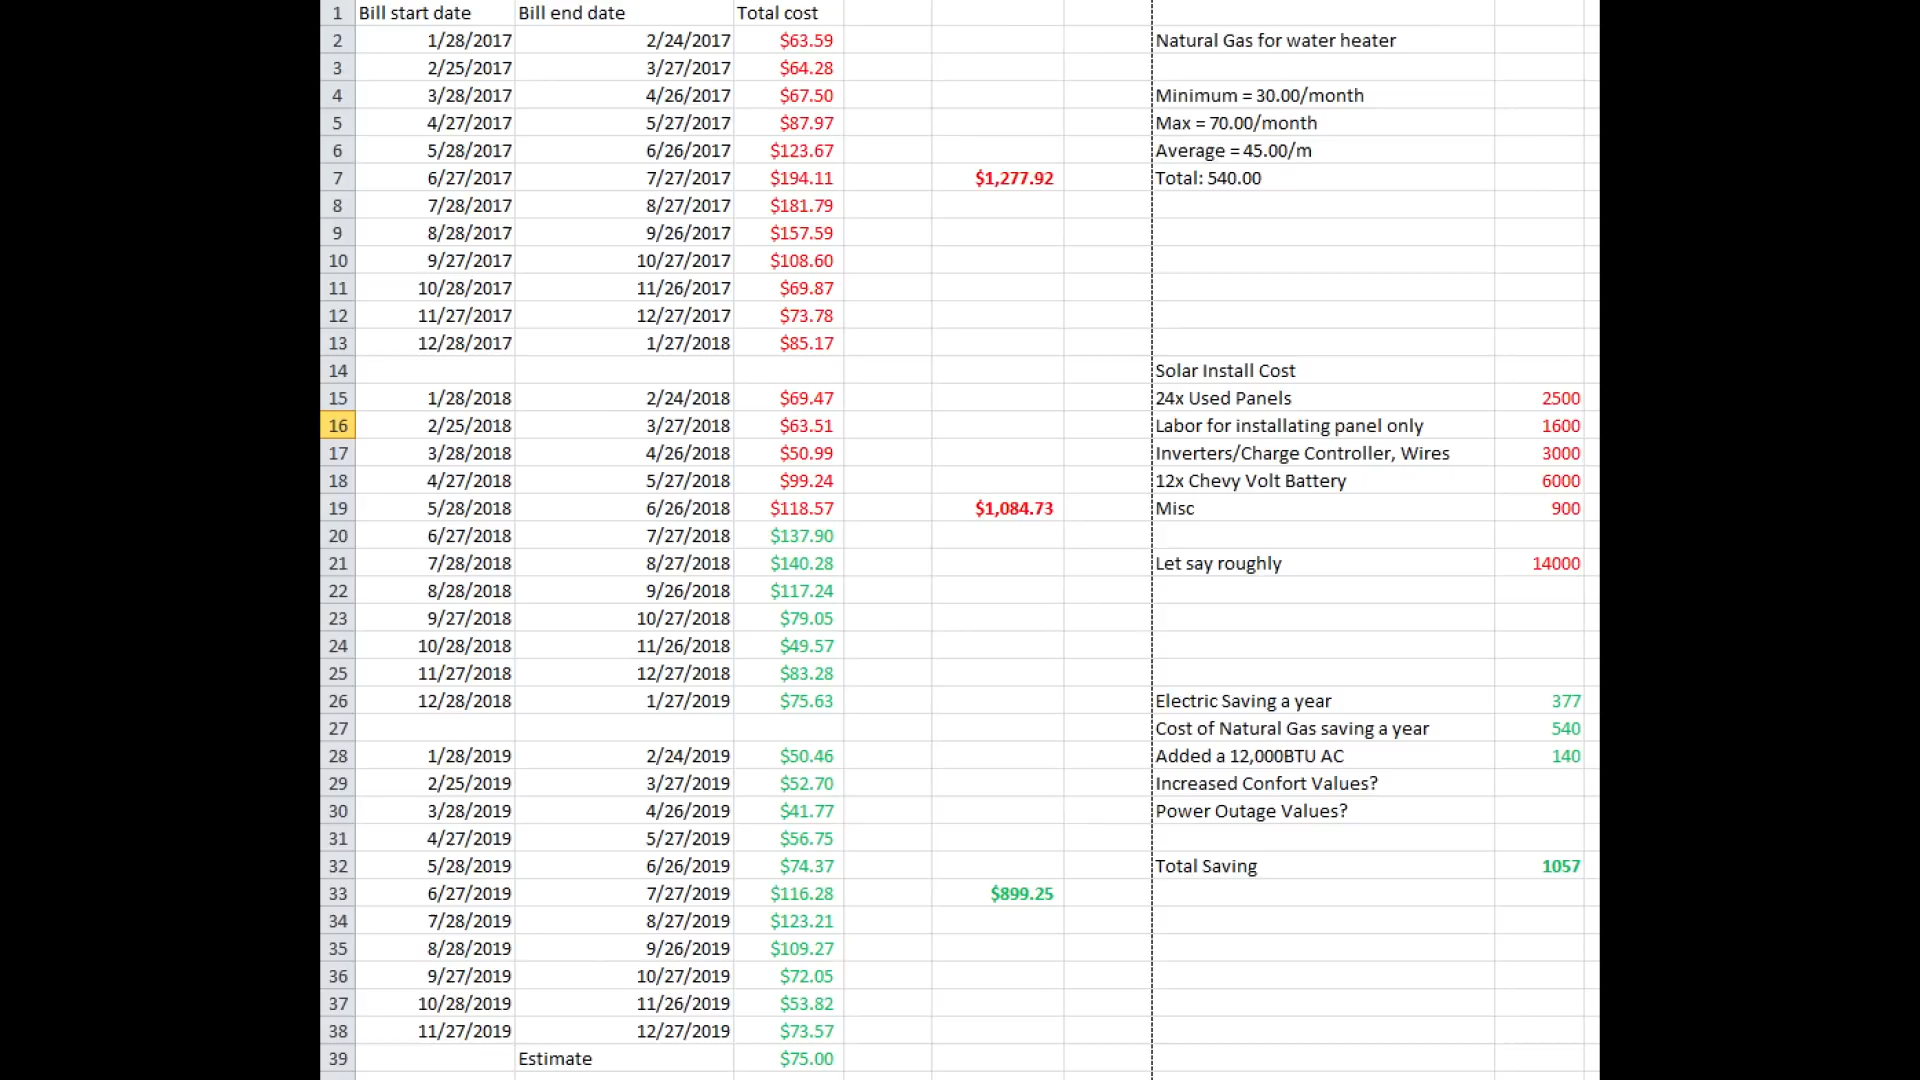 1 Bill start date Bill end date Total cost
2 1/28/2017 2/24/2017 $63.59 Natural Gas for water heater
3 2/25/2017 3/27/2017 $64.28
4 3/28/2017 4/26/2017 $67.50 Minimum = 30.00/month
5 4/27/2017 5/27/2017 $87.97 Max = 70.00/month
6 5/28/2017 6/26/2017 $123.67 Average = 45.00/m
7 6/27/2017 7/27/2017 $194.11 $1,277.92 Total: 540.00
8 7/28/2017 8/27/2017 $181.79
9 8/28/2017 9/26/2017 $157.59
10 9/27/2017 10/27/2017 $108.60
11 10/28/2017 11/26/2017 $69.87
12 11/27/2017 12/27/2017 $73.78
13 12/28/2017 1/27/2018 $85.17
14 Solar Install Cost
15 1/28/2018 2/24/2018 $69.47 24x Used Panels 2500
16 2/25/2018 3/27/2018 $63.51 Labor for installating panel only 1600
17 3/28/2018 4/26/2018 $50.99 Inverters/Charge Controller, Wires 3000
18 4/27/2018 5/27/2018 $99.24 12x Chevy Volt Battery 6000
19 5/28/2018 6/26/2018 $118.57 $1,084.73 Misc 900
20 6/27/2018 7/27/2018 $137.90
21 7/28/2018 8/27/2018 $140.28 Let say roughly 14000
22 8/28/2018 9/26/2018 $117.24
23 9/27/2018 10/27/2018 $79.05
24 10/28/2018 11/26/2018 $49.57
25 11/27/2018 12/27/2018 $83.28
26 12/28/2018 1/27/2019 $75.63 Electric Saving a year 377
27 Cost of Natural Gas saving a year 540
28 1/28/2019 2/24/2019 $50.46 Added a 12,000BTU AC 140
29 2/25/2019 3/27/2019 $52.70 Increased Confort Values?
30 3/28/2019 4/26/2019 $41.77 Power Outage Values?
31 4/27/2019 5/27/2019 $56.75
32 5/28/2019 6/26/2019 $74.37 Total Saving 1057
33 6/27/2019 7/27/2019 $116.28 $899.25
34 7/28/2019 8/27/2019 $123.21
35 8/28/2019 9/26/2019 $109.27
36 9/27/2019 10/27/2019 $72.05
37 10/28/2019 11/26/2019 $53.82
38 11/27/2019 12/27/2019 $73.57
39 Estimate $75.00